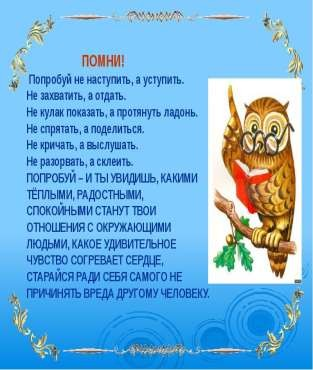 ПОМНИ!
Попробуй не наступить, а уступить.
Не захватить, а отдать.
Не кулак показать, а протянуть ладонь.
Не спрятать, а поделиться.
Не кричать, а выслушать.
Не разорвать, а склеить.
ПОПРОБУЙ – И ТЫ УВИДИШЬ, КАКИМИ
ТЁПЛЫМИ, РАДОСТНЫМИ,
СПОКОЙНЫМИ СТАНУТ ТВОИ
ОТНОШЕНИЯ С ОКРУЖАЮЩИМИ
ЛЮДЬМИ, КАКОЕ УДИВИТЕЛЬНОЕ
ЧУВСТВО СОГРЕВАЕТ СЕРДЦЕ,
СТАРАЙСЯ РАДИ СЕБЯ САМОГО НЕ
ПРИЧИНЯТЬ ВРЕДА ДРУГОМУ ЧЕЛОВЕКУ.